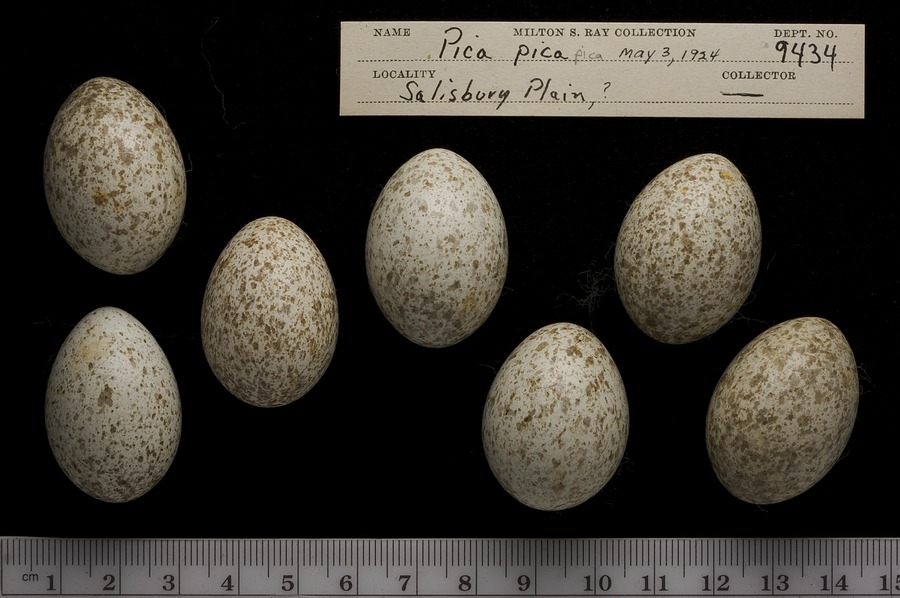 NAME MILTON S. RAY COLLECTION DEPT. NO.
Pica pica pica May 3, 1924 9434
LOCALITY COLLECTOR
Salisbury Plain, ?
cm 1 2 3 4 5 6 7 8 9 10 11 12 13 14 15